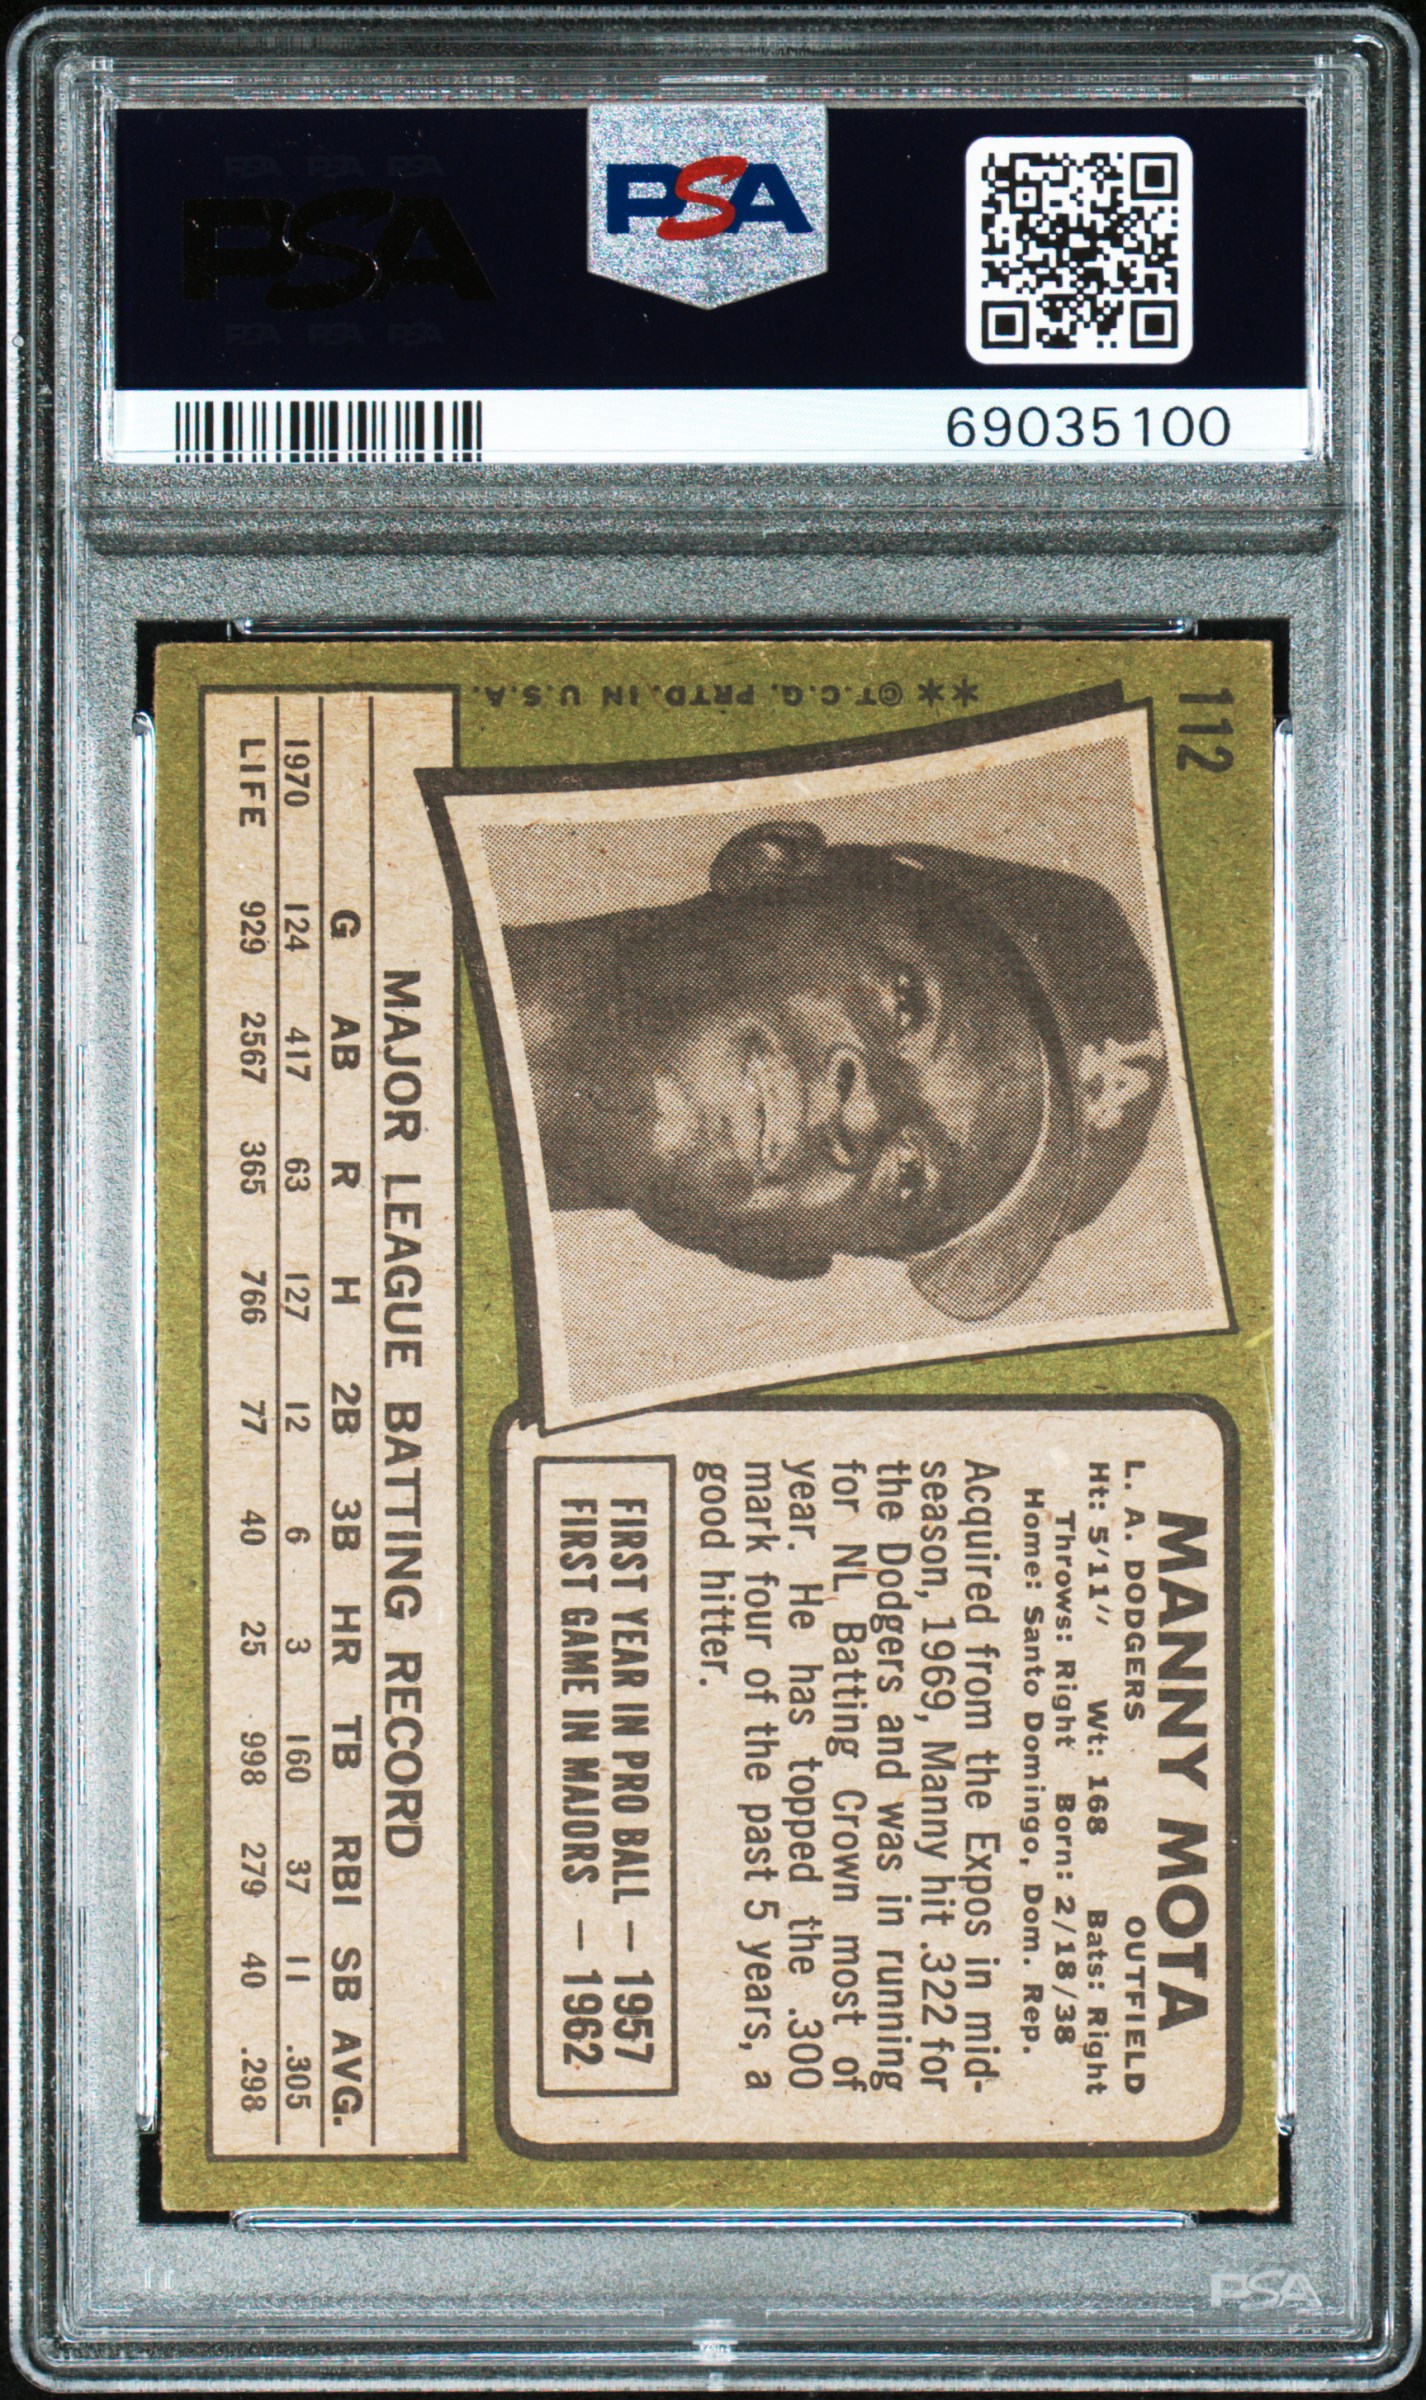 PSA
PSA PSA PSA
PSA
PSA PSA PSA
69035100
112
** ©T.C.G. PRTD. IN U.S.A.
MANNY MOTA
L. A. DODGERS OUTFIELD
Ht: 5'11" Wt: 168 Bats: Right
Throws: Right Born: 2/18/38
Home: Santo Domingo, Dom. Rep.
Acquired from the Expos in mid-
season, 1969, Manny hit .322 for
the Dodgers and was in running
for NL Batting Crown most of
year. He has topped the .300
mark four of the past 5 years, a
good hitter.
FIRST YEAR IN PRO BALL — 1957
FIRST GAME IN MAJORS — 1962
MAJOR LEAGUE BATTING RECORD
G AB R H 2B 3B HR TB RBI SB AVG.
1970 124 417 63 127 12 6 3 160 37 11 .305
LIFE 929 2567 365 766 77 40 25 998 279 40 .298
PSA